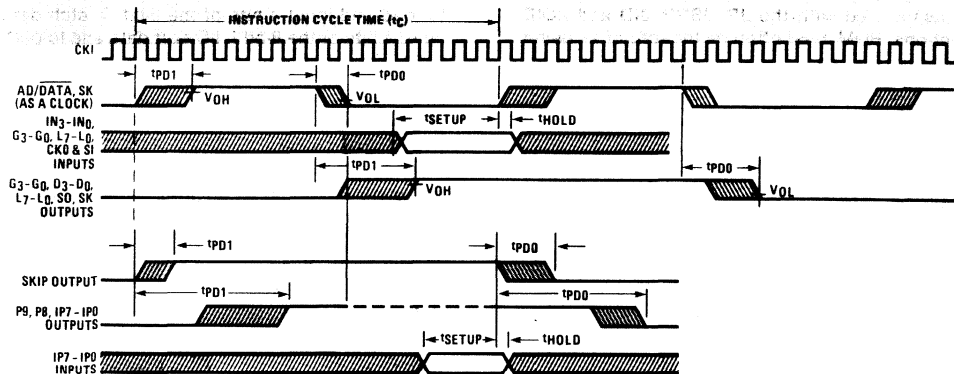 INSTRUCTION CYCLE TIME (tC)
CKI
tPD1
tPD0
AD/DATA, SK
(AS A CLOCK)
VOH
VOL
IN3-IN0,
G3-G0, L7-L0,
CKO & SI
INPUTS
tSETUP
tHOLD
tPD1
tPD0
G3-G0, D3-D0,
L7-L0, SO, SK
OUTPUTS
VOH
VOL
tPD1
tPD0
SKIP OUTPUT
tPD1
tPD0
P9, P8, IP7-IP0
OUTPUTS
tSETUP
tHOLD
IP7-IP0
INPUTS